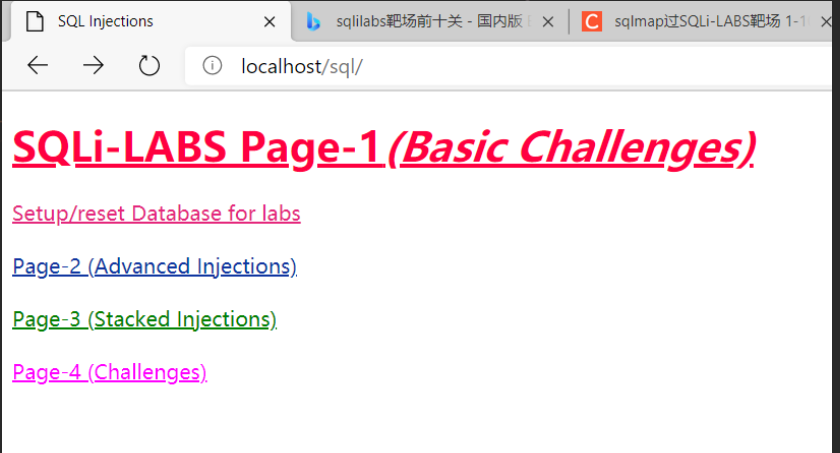 SQL Injections
sqlilabs靶场前十关 - 国内版
sqlmap过SQLi-LABS靶场 1-1
localhost/sql/
SQLi-LABS Page-1(Basic Challenges)
Setup/reset Database for labs
Page-2 (Advanced Injections)
Page-3 (Stacked Injections)
Page-4 (Challenges)